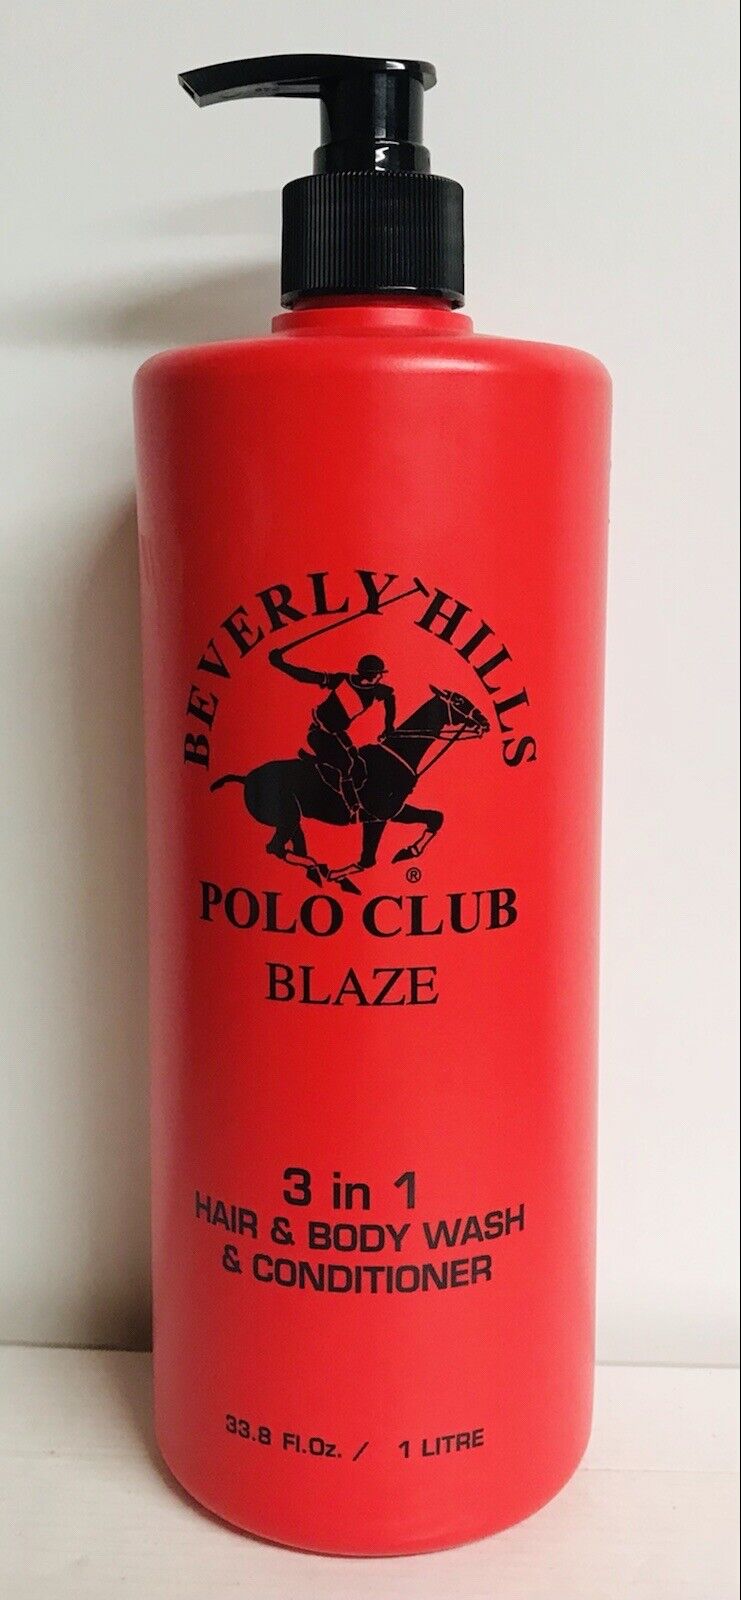 BEVERLY HILLS
®
POLO CLUB
BLAZE
3 in 1
HAIR & BODY WASH
& CONDITIONER
33.8 Fl.Oz. / 1 LITRE